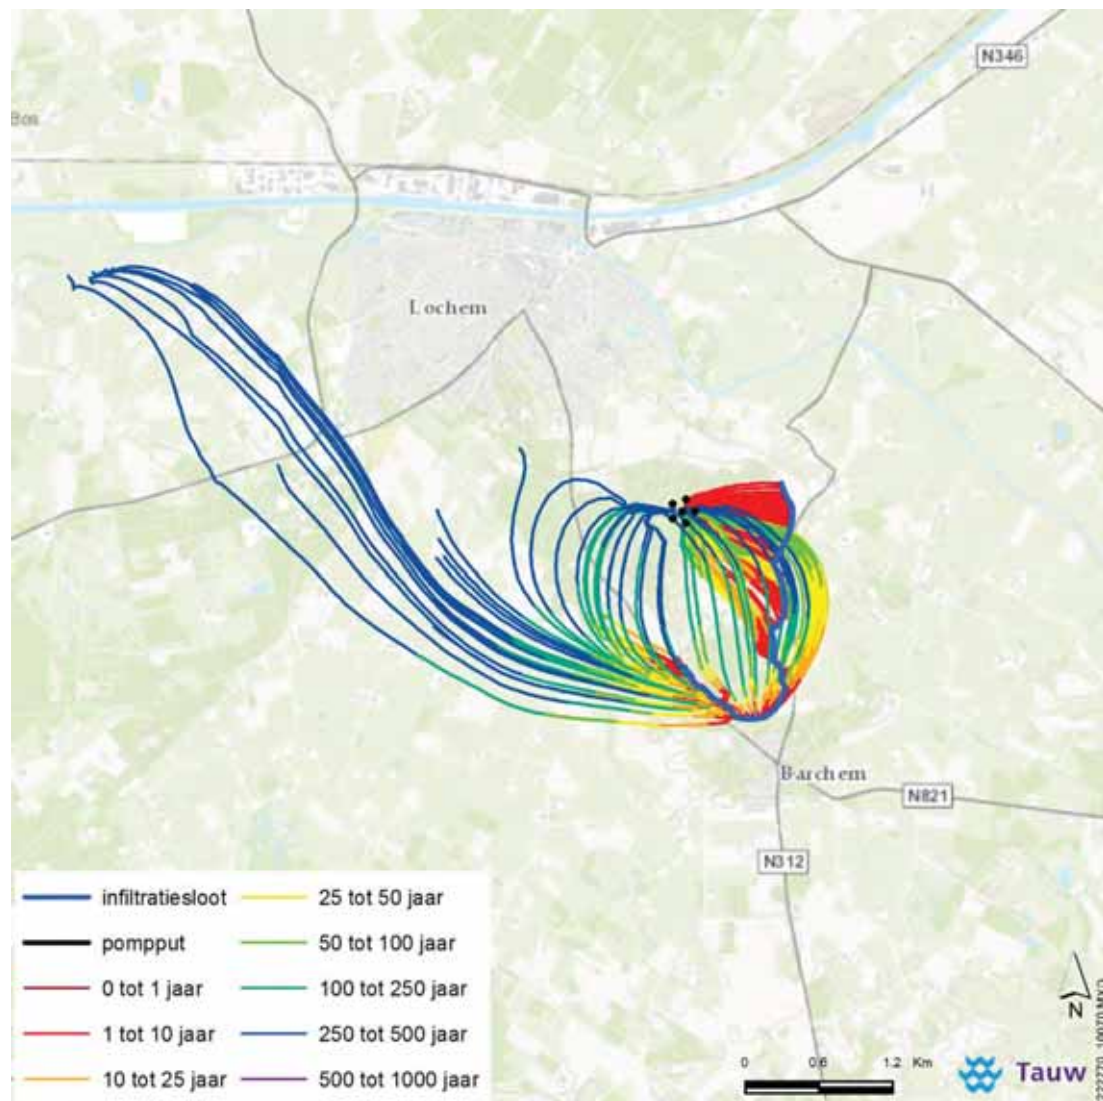 N346
Bos
Lochem
Barchem
N821
N312
infiltratiesloot
pompput
0 tot 1 jaar
1 tot 10 jaar
10 tot 25 jaar
25 tot 50 jaar
50 tot 100 jaar
100 tot 250 jaar
250 tot 500 jaar
500 tot 1000 jaar
0 0.6 1.2 Km
N
Tauw